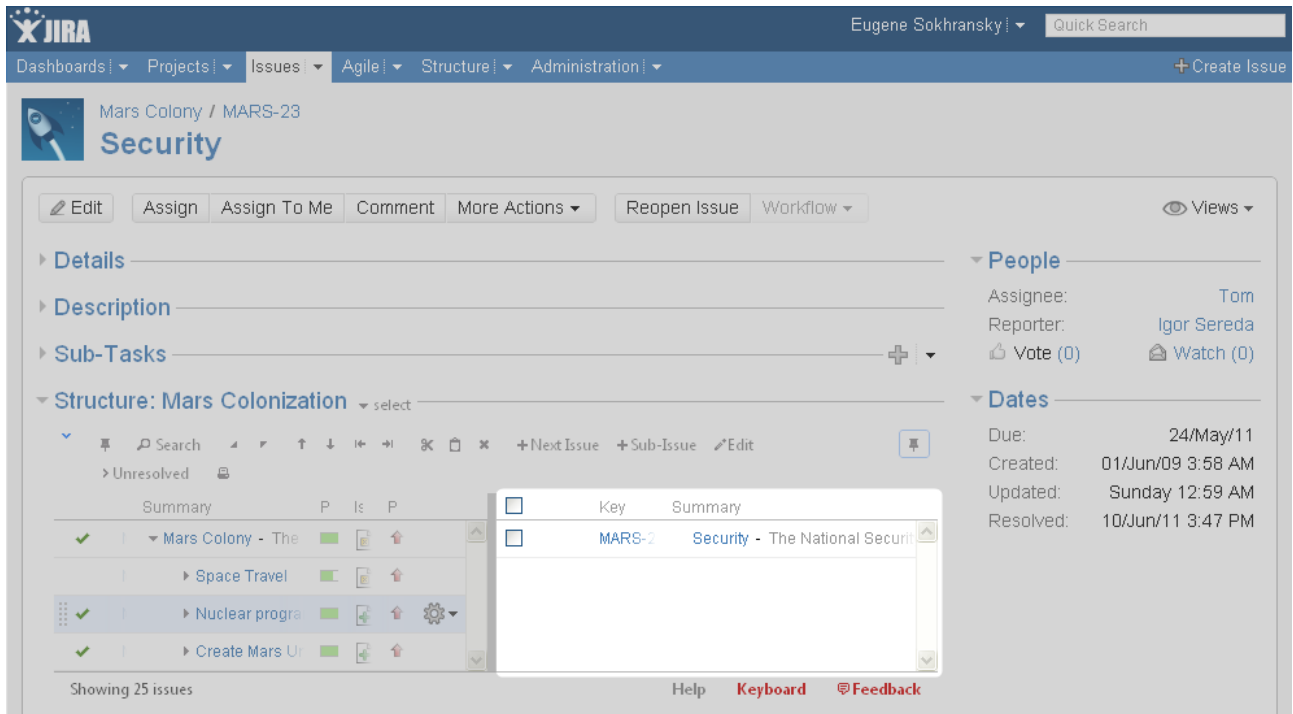 JIRA
Eugene Sokhransky Quick Search
Dashboards Projects Issues Agile Structure Administration + Create Issue
Mars Colony / MARS-23
Security
Edit Assign Assign To Me Comment More Actions Reopen Issue Workflow Views
Details
Description
Sub-Tasks
Structure: Mars Colonization select
Search +Next Issue +Sub-Issue Edit
Unresolved
Summary P Is P
Mars Colony - The
Space Travel
Nuclear progra
Create Mars
Showing 25 issues
Key Summary
MARS-2 Security - The National Securit
Help Keyboard Feedback
People
Assignee: Tom
Reporter: Igor Sereda
Vote (0) Watch (0)
Dates
Due: 24/May/11
Created: 01/Jun/09 3:58 AM
Updated: Sunday 12:59 AM
Resolved: 10/Jun/11 3:47 PM